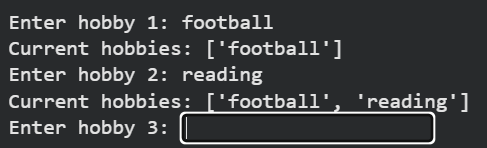 Enter hobby 1: football
Current hobbies: ['football']
Enter hobby 2: reading
Current hobbies: ['football', 'reading']
Enter hobby 3: